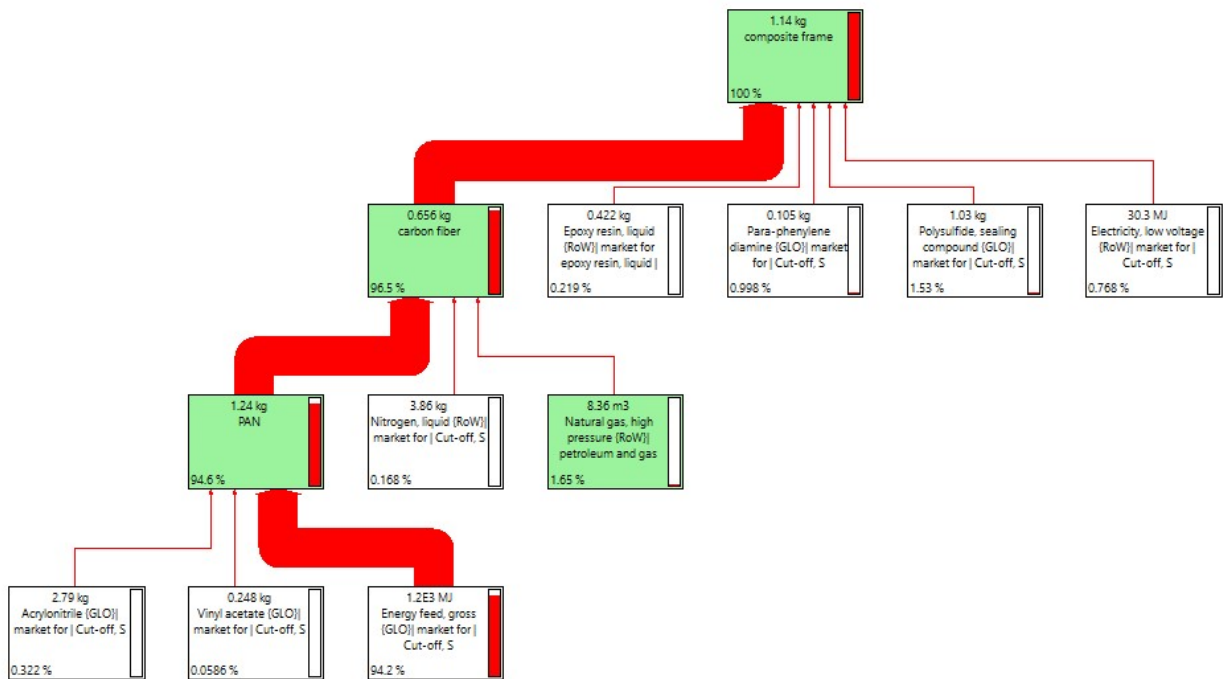 1.14 kg
composite frame
100 %
0.656 kg
carbon fiber
96.5 %
0.422 kg
Epoxy resin, liquid
{RoW}| market for
epoxy resin, liquid |
0.219 %
0.105 kg
Para-phenylene
diamine {GLO}| market
for | Cut-off, S
0.998 %
1.03 kg
Polysulfide, sealing
compound {GLO}|
market for | Cut-off, S
1.53 %
30.3 MJ
Electricity, low voltage
{RoW}| market for |
Cut-off, S
0.768 %
1.24 kg
PAN
94.6 %
3.86 kg
Nitrogen, liquid {RoW}|
market for | Cut-off, S
0.168 %
8.36 m3
Natural gas, high
pressure {RoW}|
petroleum and gas
1.65 %
2.79 kg
Acrylonitrile {GLO}|
market for | Cut-off, S
0.322 %
0.248 kg
Vinyl acetate {GLO}|
market for | Cut-off, S
0.0586 %
1.2E3 MJ
Energy feed, gross
{GLO}| market for |
Cut-off, S
94.2 %